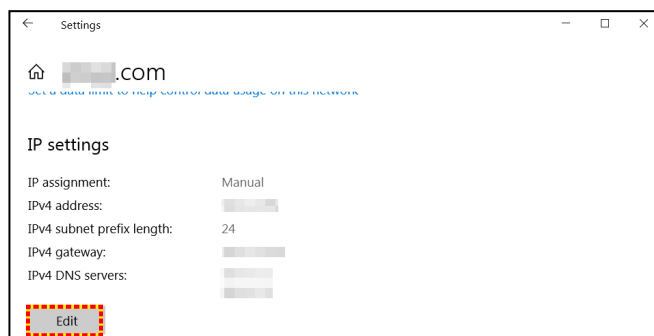 Settings
.com
Set a data limit to help control data usage on this network
IP settings
IP assignment: Manual
IPv4 address:
IPv4 subnet prefix length: 24
IPv4 gateway:
IPv4 DNS servers:
Edit